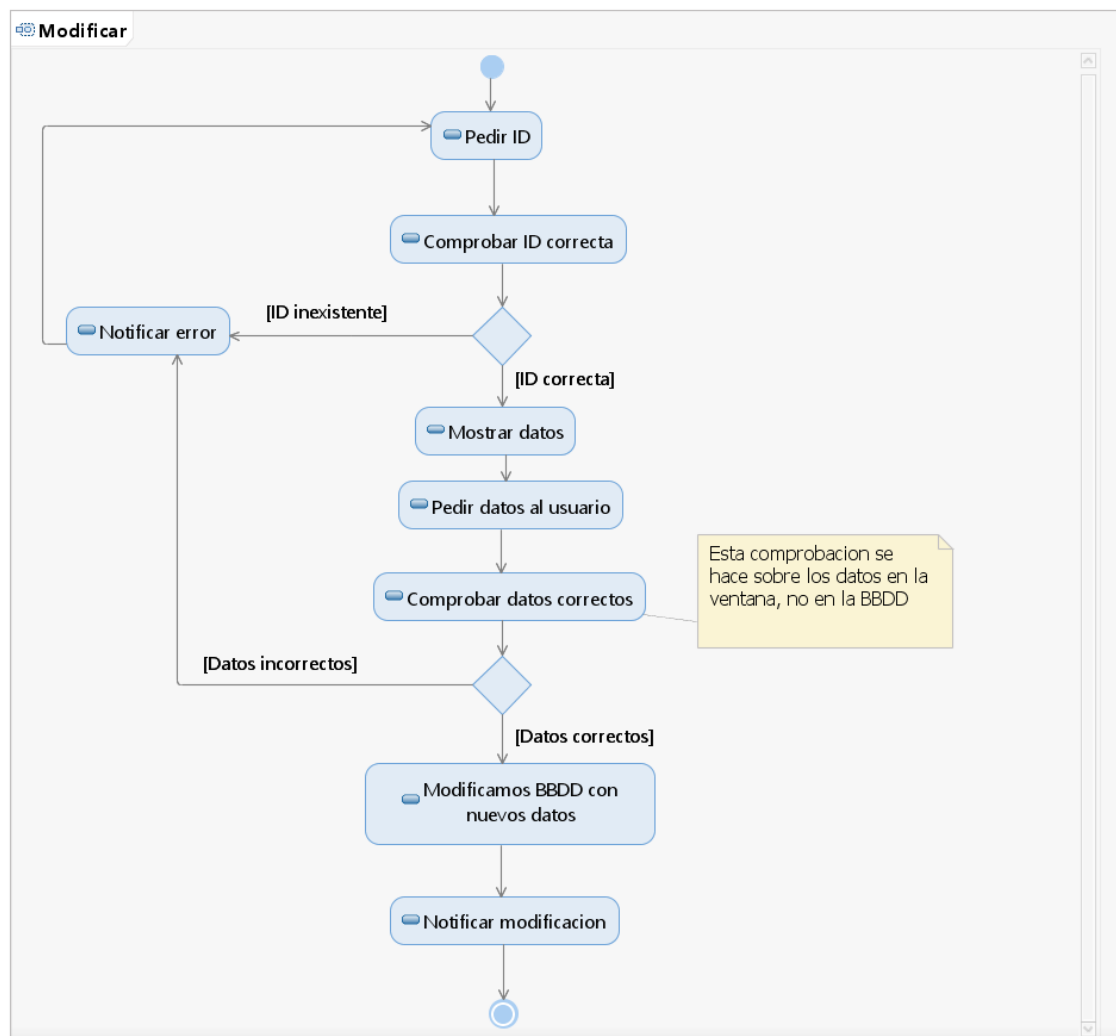 Modificar
Pedir ID
Comprobar ID correcta
[ID inexistente]
Notificar error
[ID correcta]
Mostrar datos
Pedir datos al usuario
Esta comprobacion se
hace sobre los datos en la
ventana, no en la BBDD
Comprobar datos correctos
[Datos incorrectos]
[Datos correctos]
Modificamos BBDD con
nuevos datos
Notificar modificacion